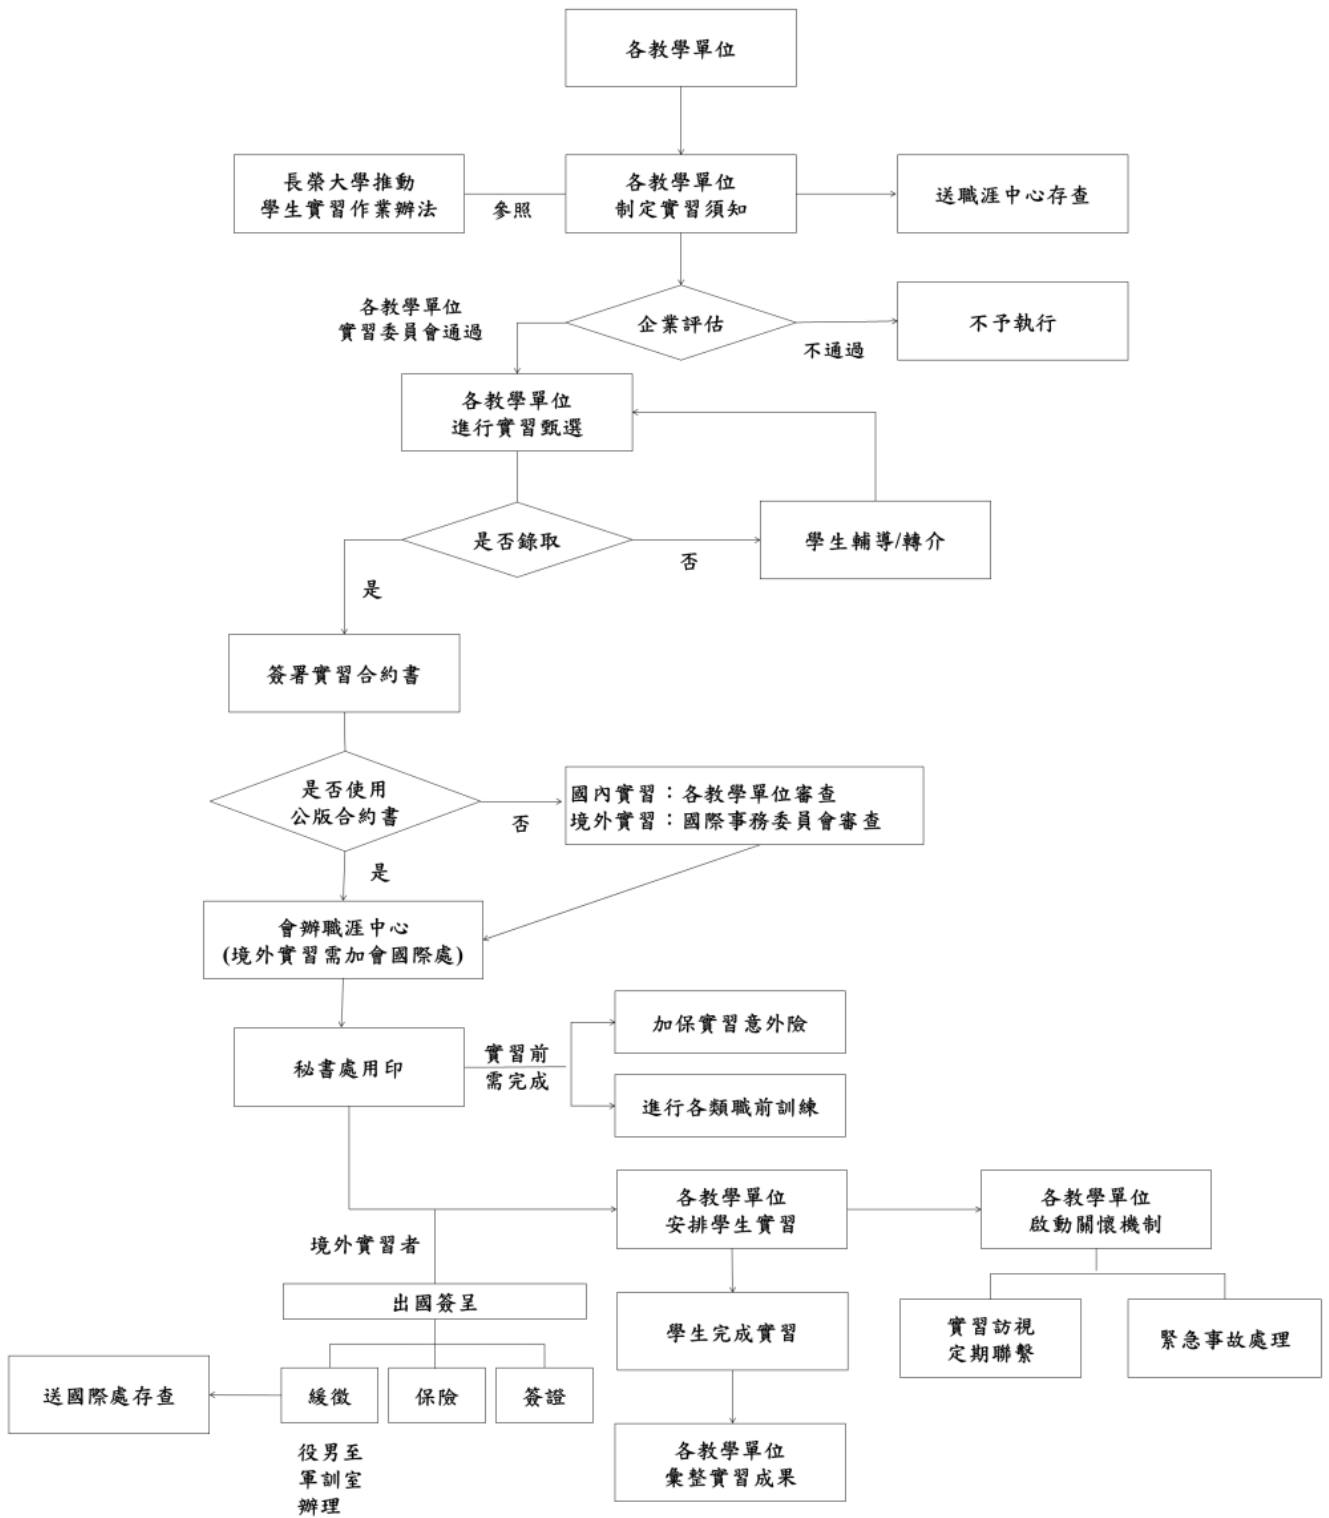 各教學單位
長榮大學推動
學生實習作業辦法
參照
各教學單位
制定實習須知
送職涯中心存查
各教學單位
實習委員會通過
企業評估
不通過
不予執行
各教學單位
進行實習甄選
是否錄取
否
學生輔導/轉介
是
簽署實習合約書
是否使用
公版合約書
否
國內實習：各教學單位審查
境外實習：國際事務委員會審查
是
會辦職涯中心
(境外實習需加會國際處)
秘書處用印
實習前
需完成
加保實習意外險
進行各類職前訓練
各教學單位
安排學生實習
各教學單位
啟動關懷機制
境外實習者
出國簽呈
學生完成實習
實習訪視
定期聯繫
緊急事故處理
送國際處存查
緩徵
保險
簽證
役男至
軍訓室
辦理
各教學單位
彙整實習成果